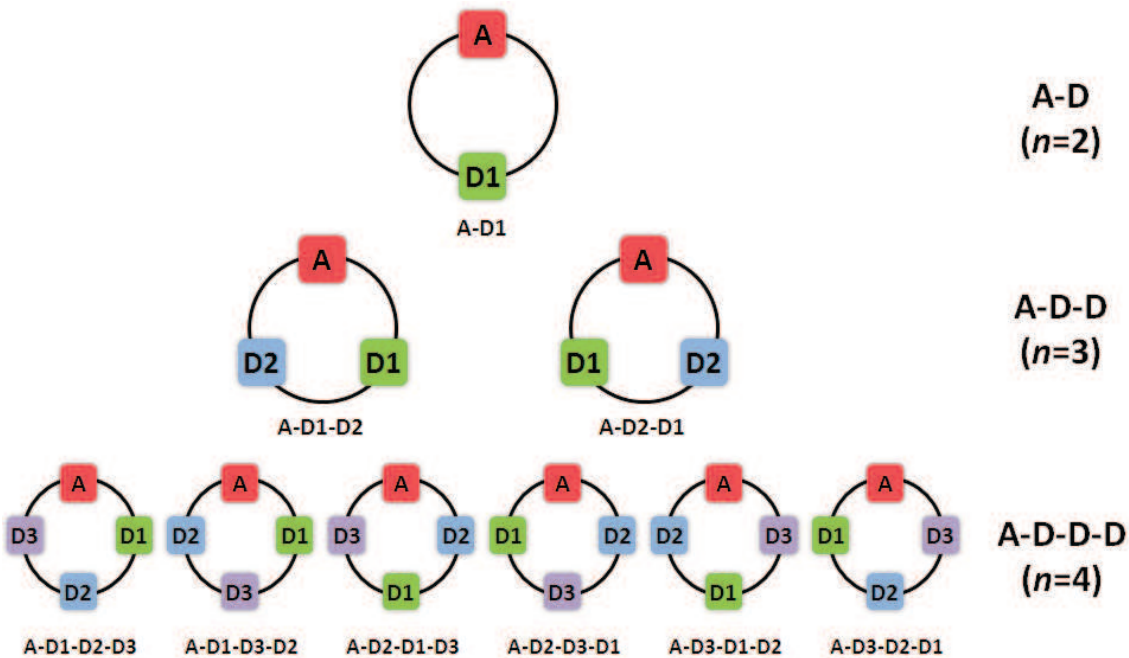 A
D1
A-D1
A-D
(n=2)
A
D2
D1
A-D1-D2
A
D1
D2
A-D2-D1
A-D-D
(n=3)
A
D3
D1
D2
A-D1-D2-D3
A
D2
D1
D3
A-D1-D3-D2
A
D3
D2
D1
A-D2-D1-D3
A
D1
D2
D3
A-D2-D3-D1
A
D2
D3
D1
A-D3-D1-D2
A
D1
D3
D2
A-D3-D2-D1
A-D-D-D
(n=4)